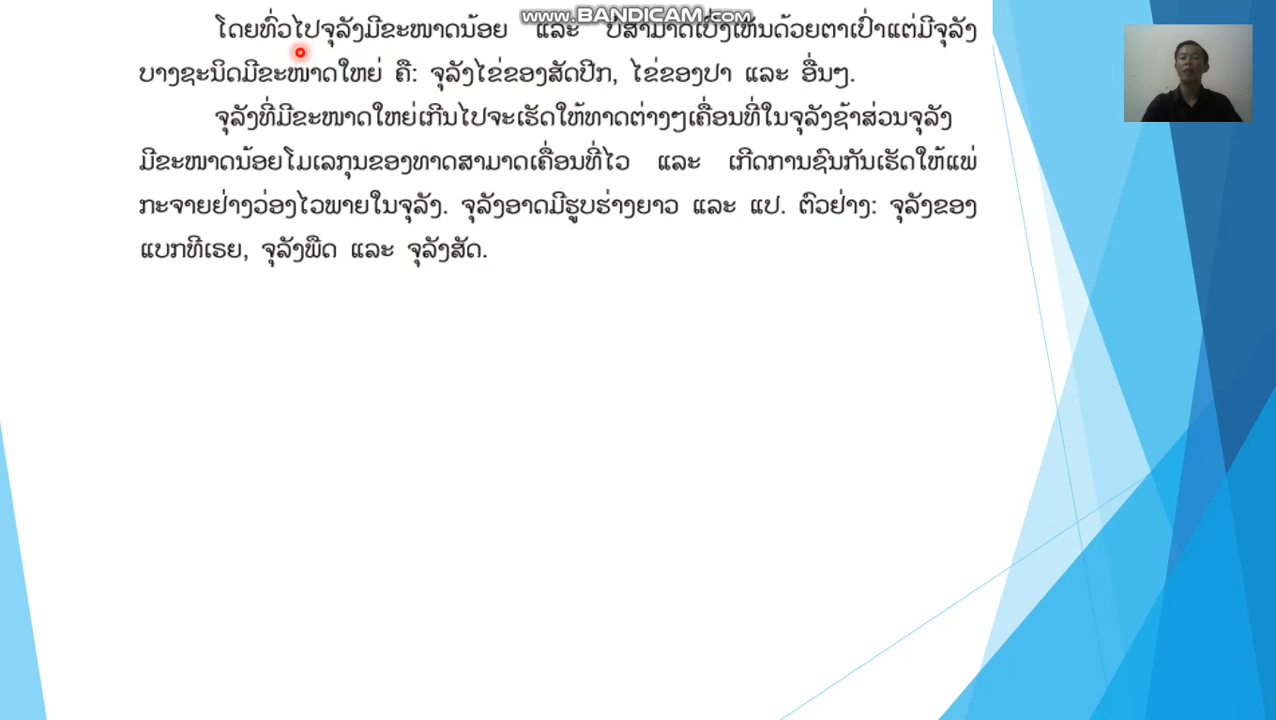 www.BANDICAM.com
ໂດຍທົ່ວໄປຈຸລັງມີຂະໜາດນ້ອຍ ແລະ ບໍ່ສາມາດເບິ່ງເຫັນດ້ວຍຕາເປົ່າແຕ່ມີຈຸລັງ
ບາງຊະນິດມີຂະໜາດໃຫຍ່ ຄື: ຈຸລັງໄຂ່ຂອງສັດປີກ, ໄຂ່ຂອງປາ ແລະ ອື່ນໆ.
ຈຸລັງທີ່ມີຂະໜາດໃຫຍ່ເກີນໄປຈະເຮັດໃຫ້ທາດຕ່າງໆເຄື່ອນທີ່ໃນຈຸລັງຊ້າສ່ວນຈຸລັງ
ມີຂະໜາດນ້ອຍໂມເລກຸນຂອງທາດສາມາດເຄື່ອນທີ່ໄວ ແລະ ເກີດການຊົນກັນເຮັດໃຫ້ແພ່
ກະຈາຍຢ່າງວ່ອງໄວພາຍໃນຈຸລັງ. ຈຸລັງອາດມີຮູບຮ່າງຍາວ ແລະ ແປ. ຕົວຢ່າງ: ຈຸລັງຂອງ
ແບກທີເຣຍ, ຈຸລັງພືດ ແລະ ຈຸລັງສັດ.